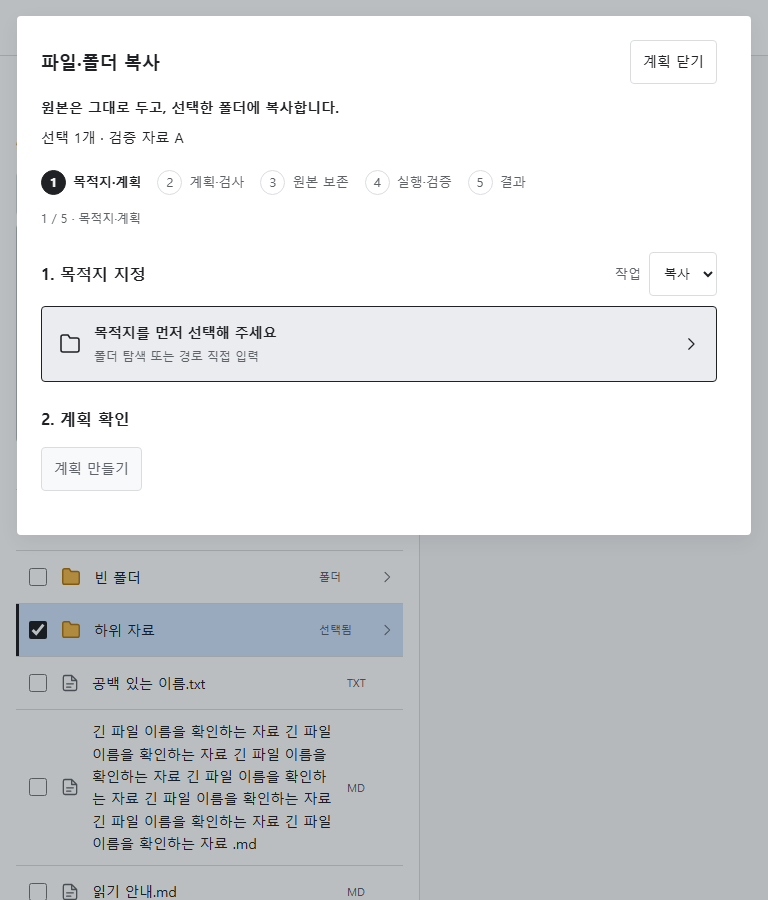 파일·폴더 복사
계획 닫기
원본은 그대로 두고, 선택한 폴더에 복사합니다.
선택 1개 · 검증 자료 A
1 목적지·계획 2 계획·검사 3 원본 보존 4 실행·검증 5 결과
1 / 5 · 목적지·계획
1. 목적지 지정
작업 복사
목적지를 먼저 선택해 주세요
폴더 탐색 또는 경로 직접 입력
2. 계획 확인
계획 만들기
빈 폴더 폴더
하위 자료 선택됨
공백 있는 이름.txt TXT
긴 파일 이름을 확인하는 자료 긴 파일
이름을 확인하는 자료 긴 파일 이름을
확인하는 자료 긴 파일 이름을 확인하
는 자료 긴 파일 이름을 확인하는 자료
긴 파일 이름을 확인하는 자료 긴 파일
이름을 확인하는 자료 .md
MD
읽기 안내.md MD